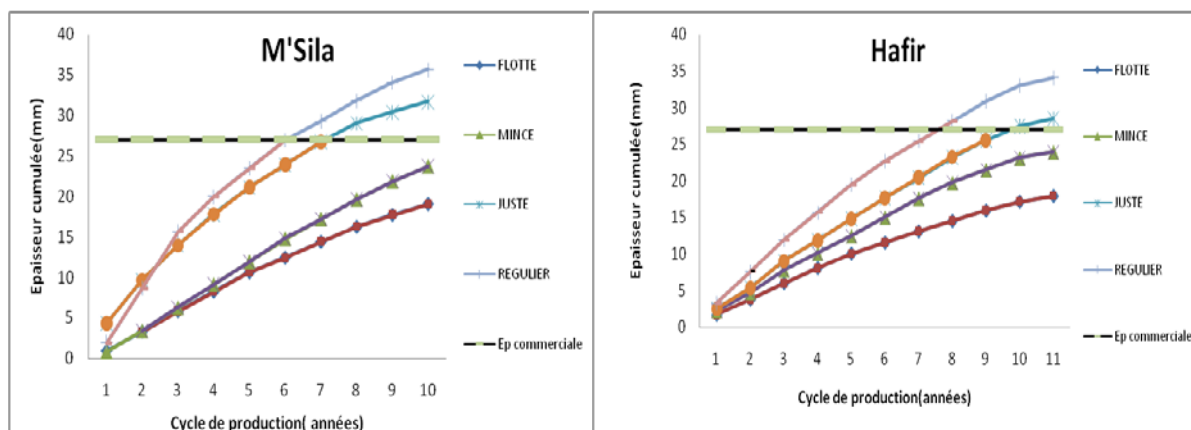 M'Sila
Epaisseur cumulée(mm)
40
35
30
25
20
15
10
5
0
1 2 3 4 5 6 7 8 9 10
Cycle de production( années)
FLOTTE
MINCE
JUSTE
REGULIER
Ep commerciale
Hafir
Epaisseur cumulée(mm)
40
35
30
25
20
15
10
5
0
1 2 3 4 5 6 7 8 9 10 11
Cycle de production(années)
FLOTTE
MINCE
JUSTE
REGULIER
Ep commerciale